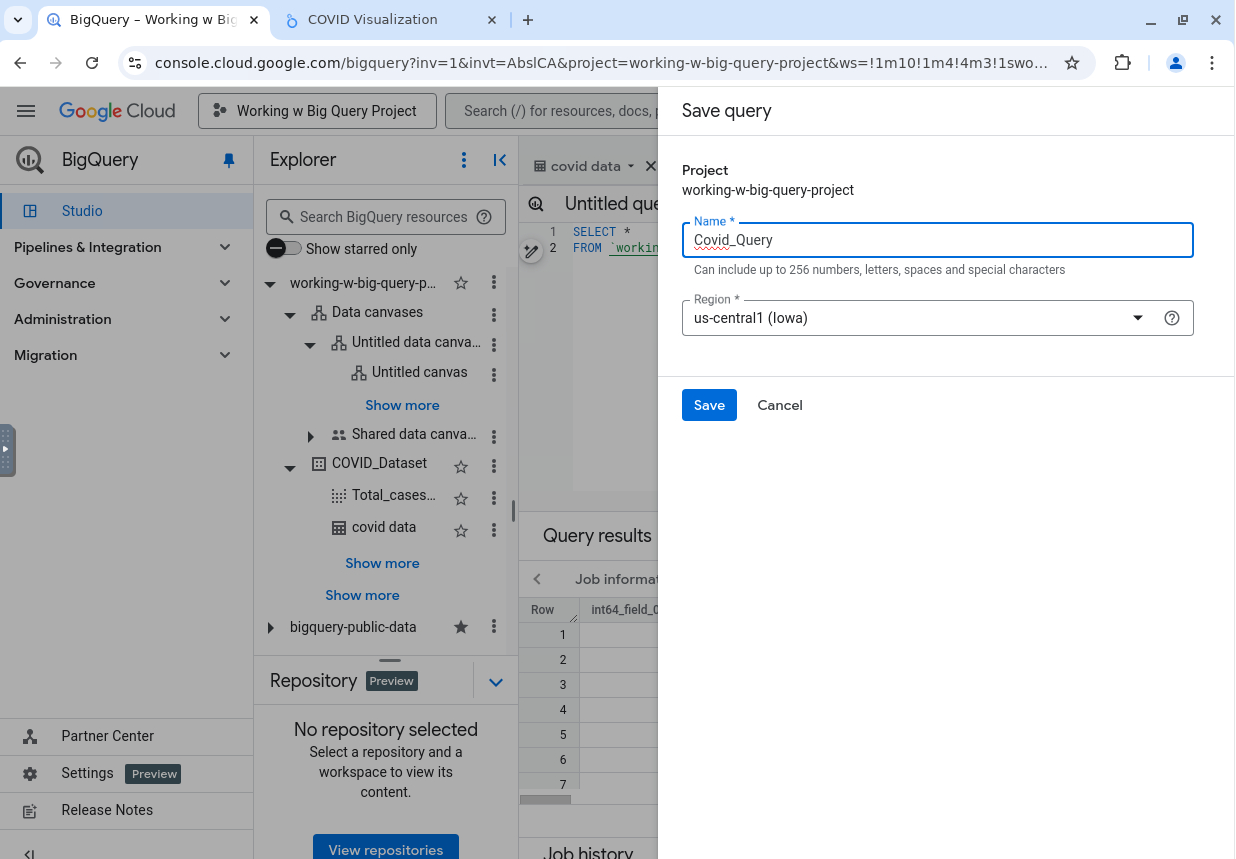 BigQuery – Working w Big
COVID Visualization
console.cloud.google.com/bigquery?inv=1&invt=AbslCA&project=working-w-big-query-project&ws=!1m10!1m4!4m3!1swo...
Google Cloud
Working w Big Query Project
Search (/) for resources, docs, p
BigQuery
Studio
Pipelines & Integration
Governance
Administration
Migration
Partner Center
Settings
Preview
Release Notes
Explorer
Search BigQuery resources
Show starred only
working-w-big-query-p...
Data canvases
Untitled data canva...
Untitled canvas
Show more
Shared data canva...
COVID_Dataset
Total_cases...
covid data
Show more
Show more
bigquery-public-data
Repository
Preview
No repository selected
Select a repository and a
workspace to view its
content.
View repositories
covid data
Untitled que
1 SELECT *
2 FROM `workin
Query results
Job informat
Row
int64_field_0
1
2
3
4
5
6
7
Job history
Save query
Project
working-w-big-query-project
Name *
Covid_Query
Can include up to 256 numbers, letters, spaces and special characters
Region *
us-central1 (Iowa)
Save
Cancel